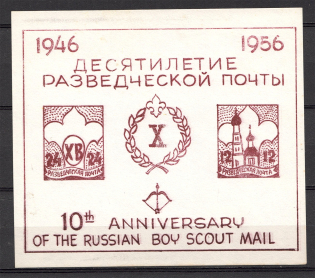 1946 1956
ДЕСЯТИЛЕТИЕ
РАЗВЕДЧЕСКОЙ ПОЧТЫ
X
ХВ
24 24
РАЗВЕДЧЕСКАЯ ПОЧТА
12 12
РАЗВЕДЧЕСКАЯ ПОЧТА
10th ANNIVERSARY
OF THE RUSSIAN BOY SCOUT MAIL